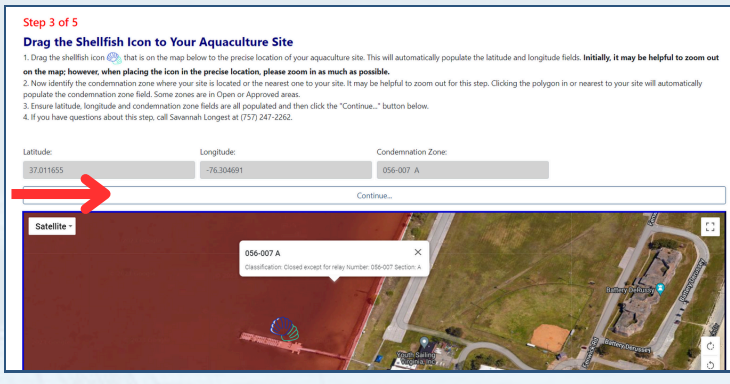 Step 3 of 5
Drag the Shellfish Icon to Your Aquaculture Site
1. Drag the shellfish icon that is on the map below to the precise location of your aquaculture site. This will automatically populate the latitude and longitude fields. Initially, it may be helpful to zoom out
on the map; however, when placing the icon in the precise location, please zoom in as much as possible.
2. Now identify the condemnation zone where your site is located or the nearest one to your site. It may be helpful to zoom out for this step. Clicking the polygon in or nearest to your site will automatically
populate the condemnation zone field. Some zones are in Open or Approved areas.
3. Ensure latitude, longitude and condemnation zone fields are all populated and then click the "Continue..." button below.
4. If you have questions about this step, call Savannah Longest at (757) 247-2262.
Latitude: Longitude: Condemnation Zone:
37.011655 -76.304691 056-007 A
Continue...
Satellite
056-007 A
Classification: Closed except for relay Number: 056-007 Section: A
Battery DeRussy
Battery Derussey
Fenwick Rd
Battery Derussey
Youth Sailing
Virginia, Inc